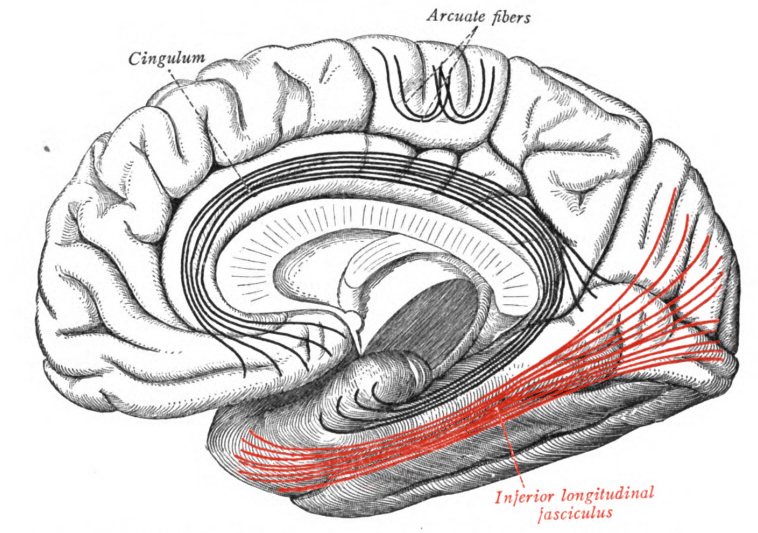 Arcuate fibers
Cingulum
Inferior longitudinal
fasciculus